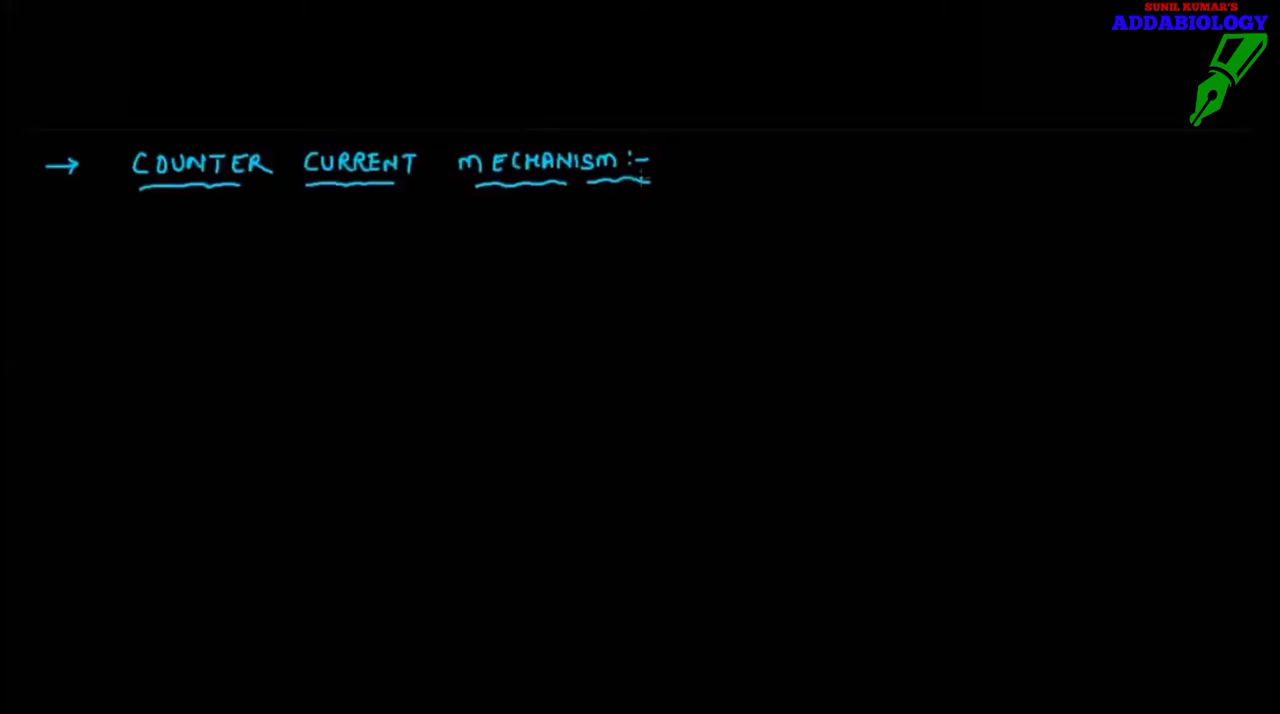 SUNIL KUMAR'S
ADDABIOLOGY
→ COUNTER CURRENT MECHANISM :-